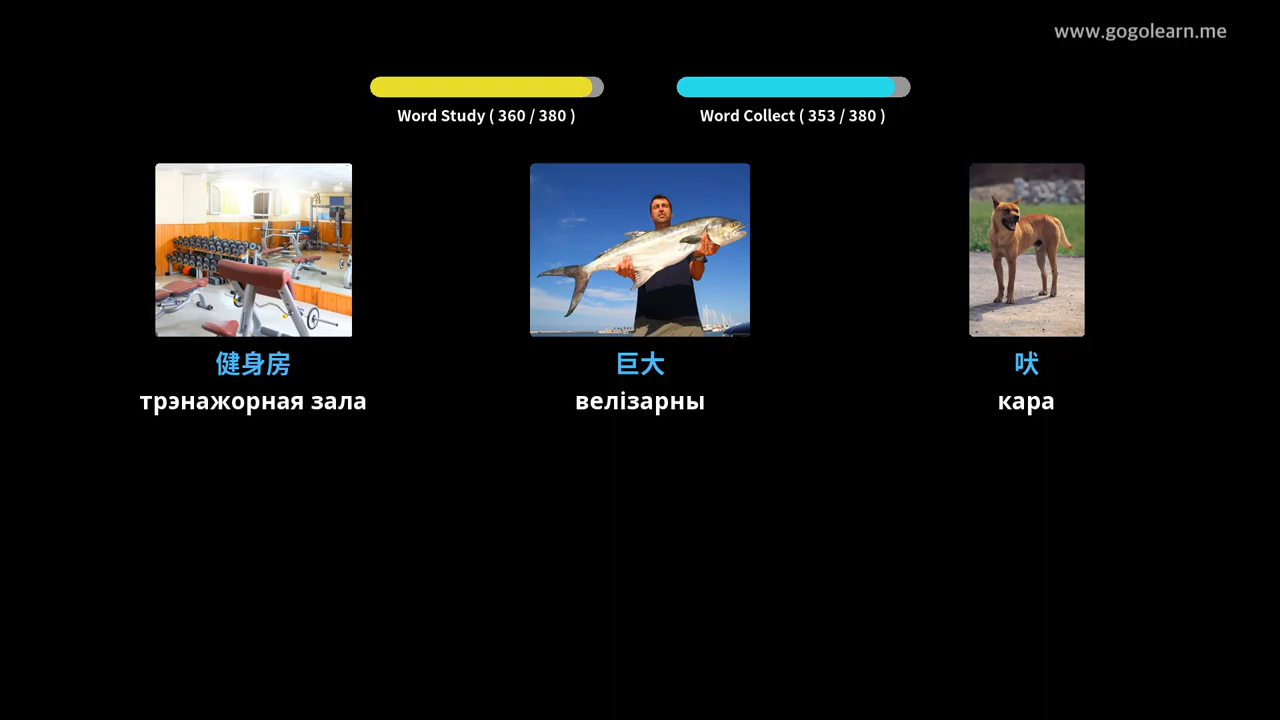 www.gogolearn.me
Word Study ( 360 / 380 )
Word Collect ( 353 / 380 )
健身房
巨大
吠
трэнажорная зала
велізарны
кара